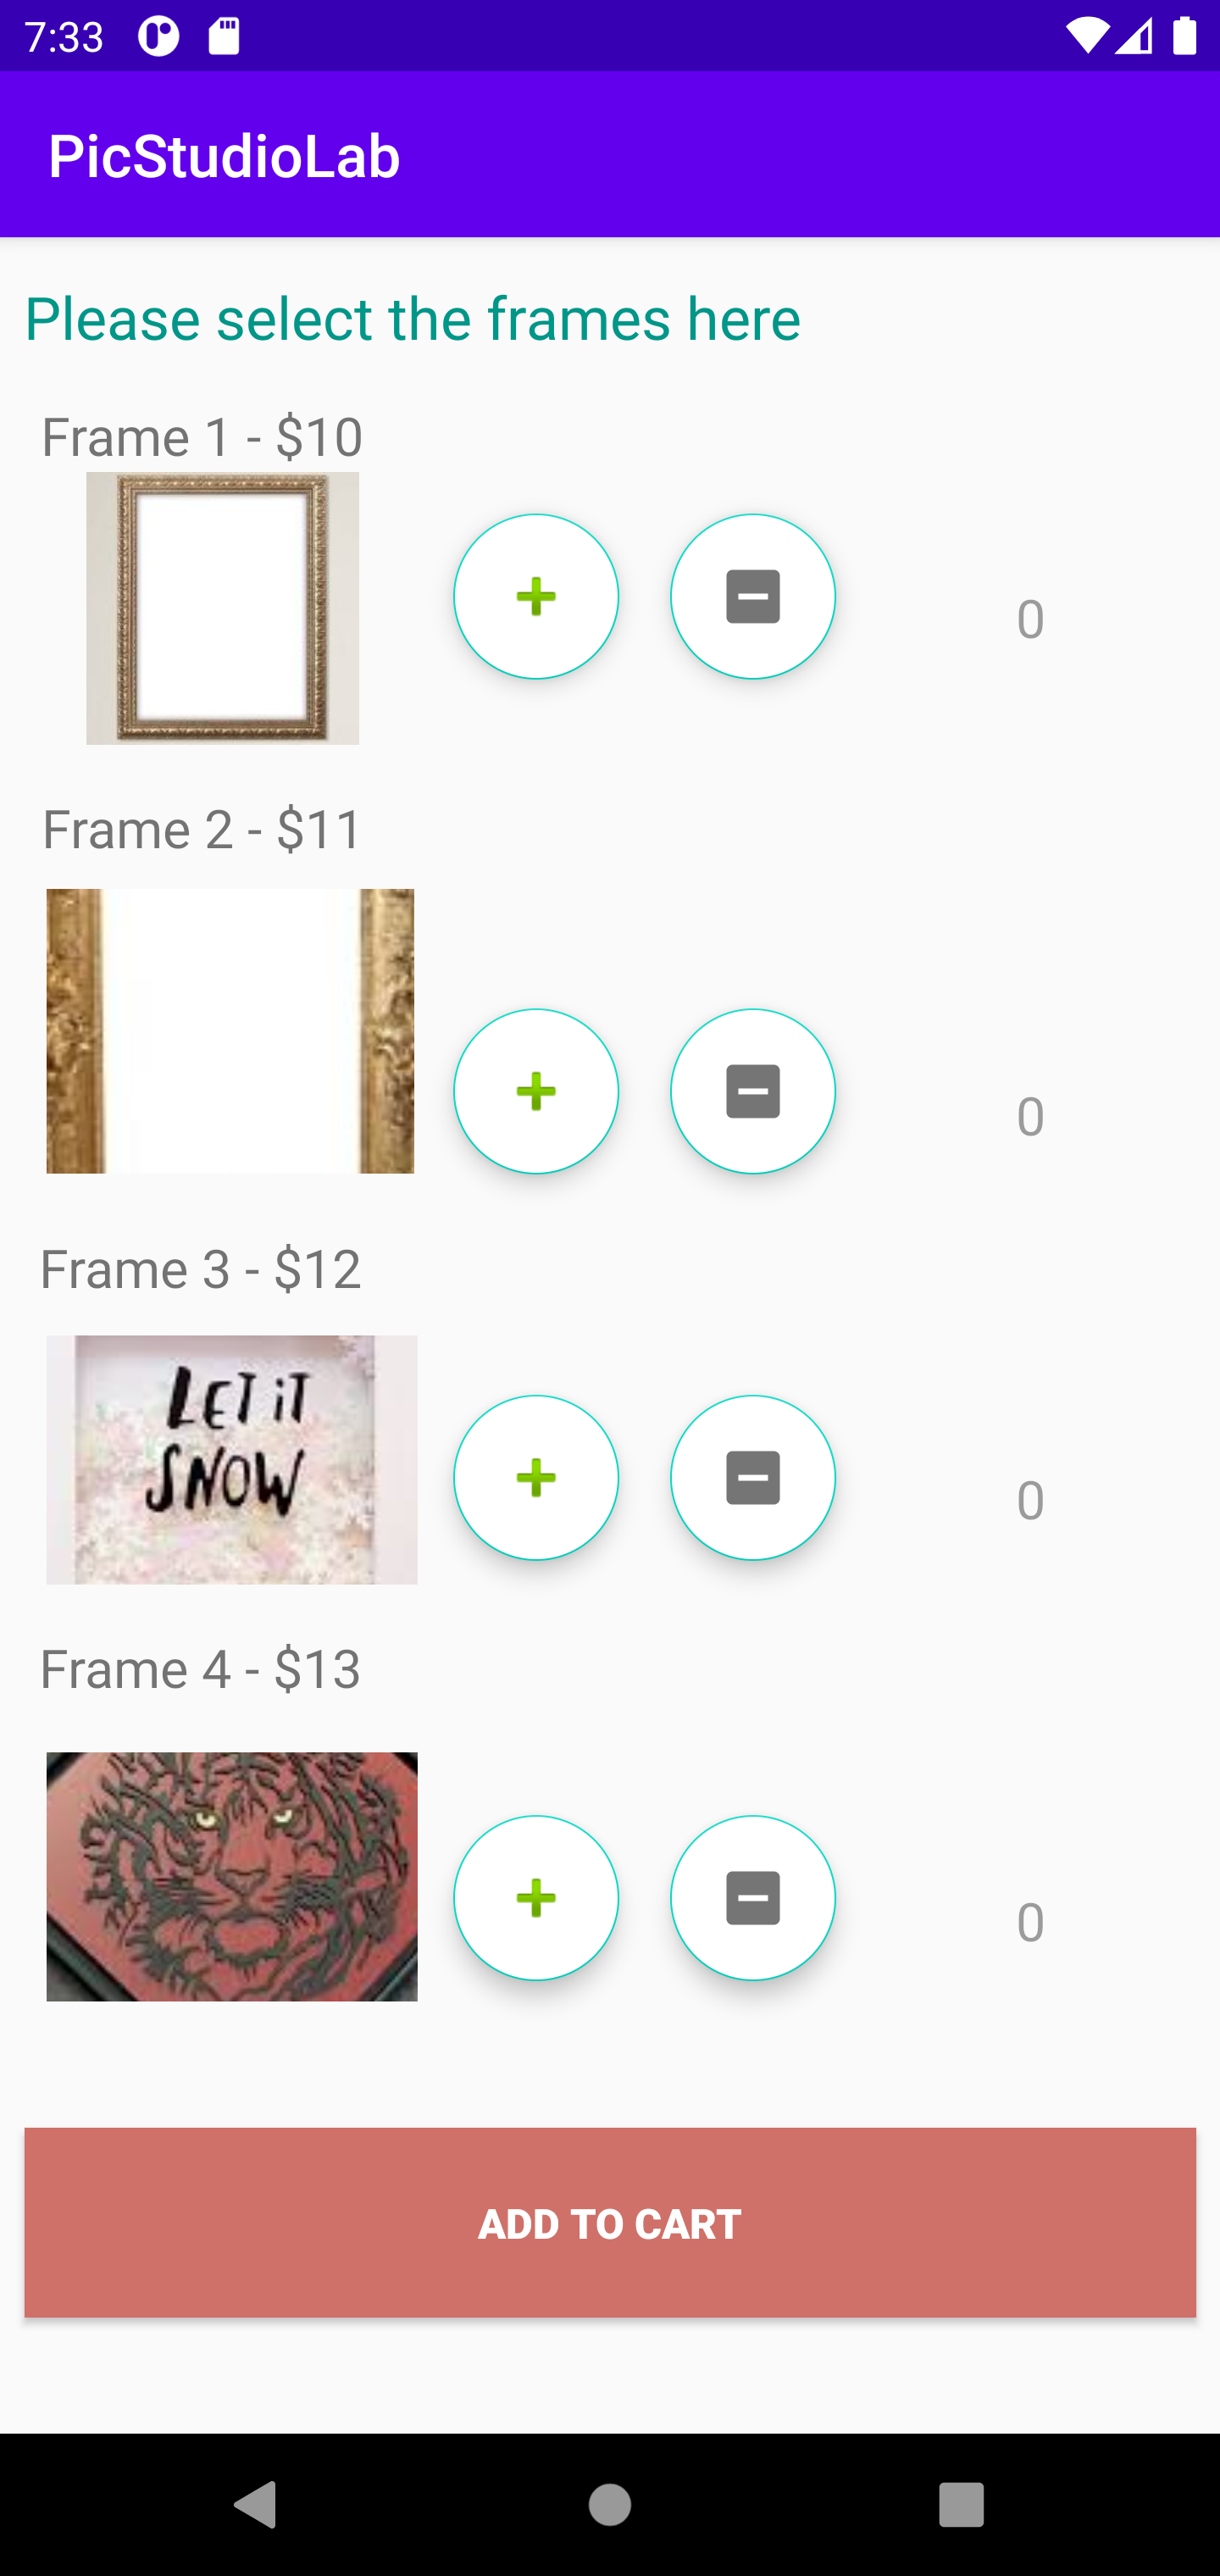 7:33
PicStudioLab
Please select the frames here
Frame 1 - $10
0
Frame 2 - $11
0
Frame 3 - $12
LET iT
SNOW
0
Frame 4 - $13
0
ADD TO CART